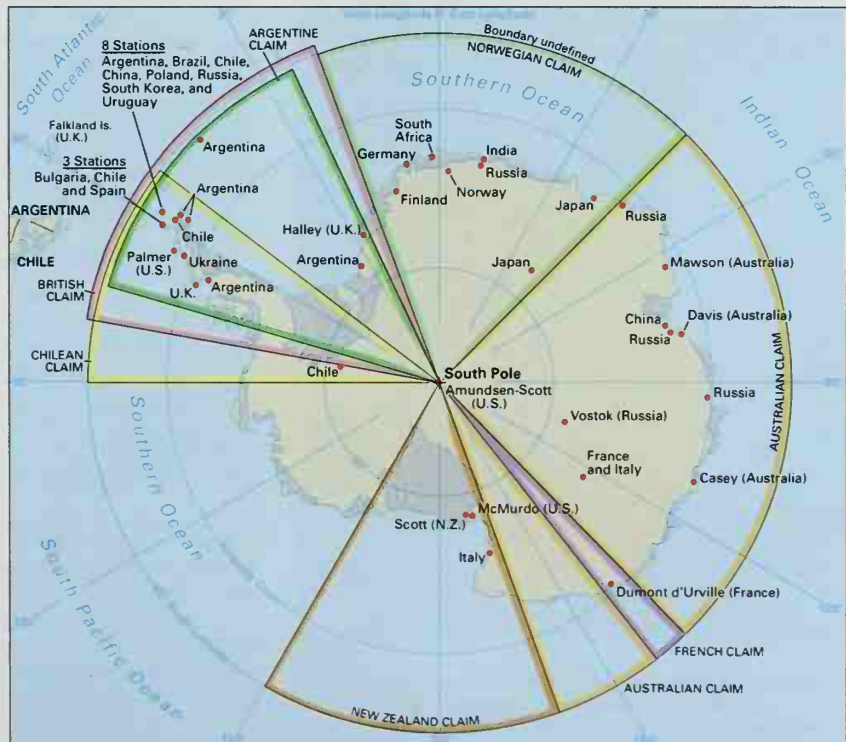 Boundary undefined
NORWEGIAN CLAIM
ARGENTINE
CLAIM
8 Stations
Argentina, Brazil, Chile,
China, Poland, Russia,
South Korea, and
Uruguay
South Atlantic
Ocean
Southern Ocean
Indian Ocean
Falkland Is.
(U.K.)
3 Stations
Bulgaria, Chile
and Spain
Argentina
Argentina
Chile
ARGENTINA
CHILE
BRITISH
CLAIM
CHILEAN
CLAIM
Palmer
(U.S.)
Ukraine
U.K.
Argentina
Halley (U.K.)
Argentina
Chile
South
Africa
Germany
Finland
Norway
India
Russia
Japan
Russia
Japan
Mawson (Australia)
China
Russia
Davis (Australia)
AUSTRALIAN CLAIM
South Pole
Amundsen-Scott
(U.S.)
Russia
Vostok (Russia)
France
and Italy
Casey (Australia)
McMurdo (U.S.)
Scott (N.Z.)
Italy
Dumont d'Urville (France)
FRENCH CLAIM
AUSTRALIAN CLAIM
NEW ZEALAND CLAIM
Southern Ocean
South Pacific Ocean